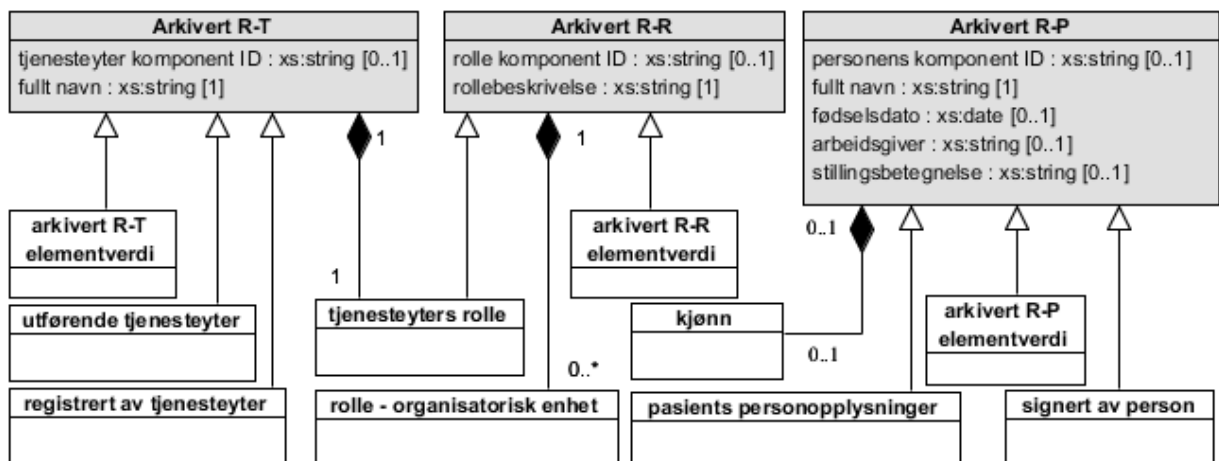 Arkivert R-T
tjenesteyter komponent ID : xs:string [0..1]
fullt navn : xs:string [1]
Arkivert R-R
rolle komponent ID : xs:string [0..1]
rollebeskrivelse : xs:string [1]
Arkivert R-P
personens komponent ID : xs:string [0..1]
fullt navn : xs:string [1]
fødselsdato : xs:date [0..1]
arbeidsgiver : xs:string [0..1]
stillingsbetegnelse : xs:string [0..1]
1
1
0..1
arkivert R-T
elementverdi
arkivert R-R
elementverdi
1
utførende tjenesteyter
tjenesteyters rolle
kjønn
0..1
arkivert R-P
elementverdi
0..*
registrert av tjenesteyter
rolle - organisatorisk enhet
pasients personopplysninger
signert av person